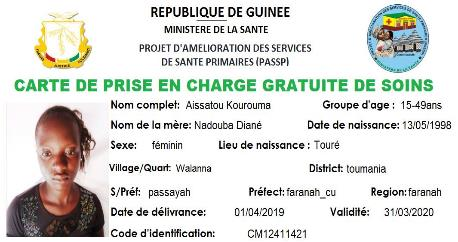 REPUBLIQUE DE GUINEE
MINISTERE DE LA SANTE
PROJET D'AMELIORATION DES SERVICES
DE SANTE PRIMAIRES (PASSP)
CARTE DE PRISE EN CHARGE GRATUITE DE SOINS
Nom complet: Aissatou Kourouma Groupe d'age : 15-49ans
Nom de la mère: Nadouba Diané Date de naissance: 13/05/1998
Sexe: féminin Lieu de naissance : Touré
Village/Quart: Walanna District: toumania
S/Préf: passayah Préfect: faranah_cu Region: faranah
Date de délivrance: 01/04/2019 Validité: 31/03/2020
Code d'identification: CM12411421